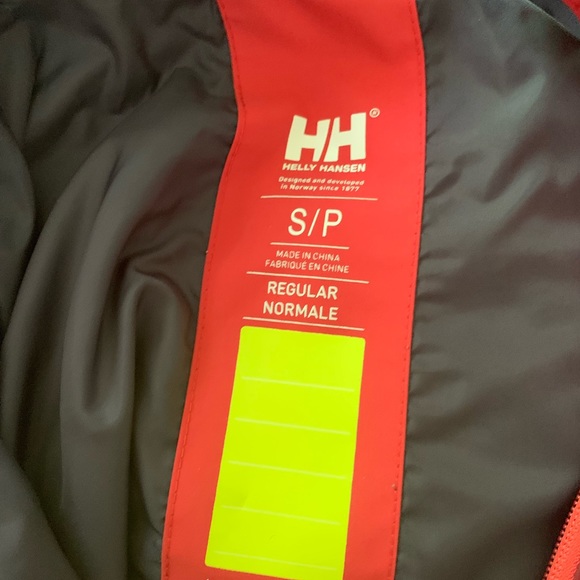 HH®
HELLY HANSEN
Designed and developed
in Norway since 1877
S/P
MADE IN CHINA
FABRIQUÉ EN CHINE
REGULAR
NORMALE